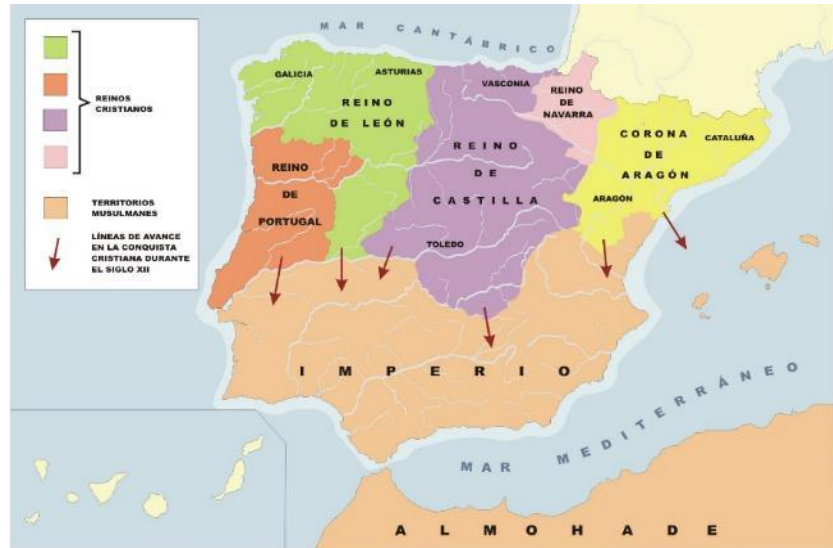 MAR CANTÁBRICO
REINOS
CRISTIANOS
TERRITORIOS
MUSULMANES
LÍNEAS DE AVANCE
EN LA CONQUISTA
CRISTIANA DURANTE
EL SIGLO XII
GALICIA
ASTURIAS
REINO
DE LEÓN
VASCONIA
REINO
DE
NAVARRA
REINO
DE
PORTUGAL
REINO
DE
CASTILLA
TOLEDO
CORONA
DE
ARAGÓN
CATALUÑA
ARAGÓN
IMPERIO
MAR MEDITERRÁNEO
ALMOHADE